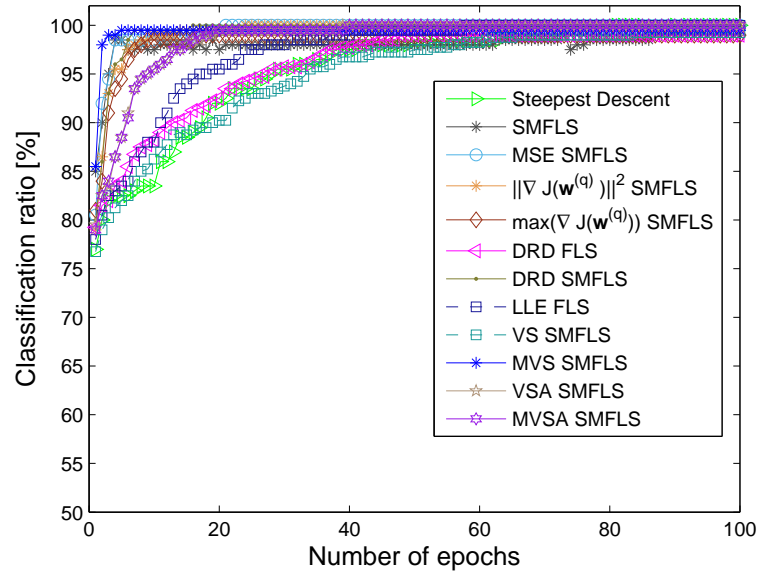 100
95
90
85
80
75
70
65
60
55
50
Classification ratio [%]
0
20
40
60
80
100
Number of epochs
Steepest Descent
SMFLS
MSE SMFLS
||∇ J(w^(q) )||^2 SMFLS
max(∇ J(w^(q))) SMFLS
DRD FLS
DRD SMFLS
LLE FLS
VS SMFLS
MVS SMFLS
VSA SMFLS
MVSA SMFLS